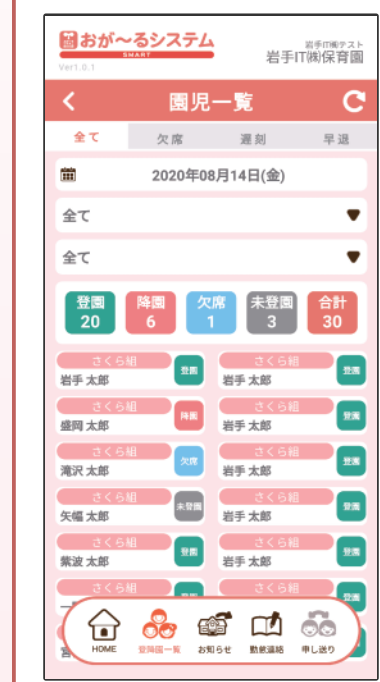 おが〜るシステム
SMART
Ver1.0.1
岩手IT㈱テスト
岩手IT㈱保育園
園児一覧
全て 欠席 遅刻 早退
2020年08月14日(金)
全て
全て
登園 降園 欠席 未登園 合計
20 6 1 3 30
さくら組 登園 さくら組 登園
岩手 太郎 岩手 太郎
さくら組 降園 さくら組 登園
盛岡 太郎 岩手 太郎
さくら組 欠席 さくら組 登園
滝沢 太郎 岩手 太郎
さくら組 未登園 さくら組 登園
矢幅 太郎 岩手 太郎
さくら組 登園 さくら組 登園
紫波 太郎 岩手 太郎
さくら組 さくら組
HOME 登降園一覧 お知らせ 勤怠連絡 申し送り